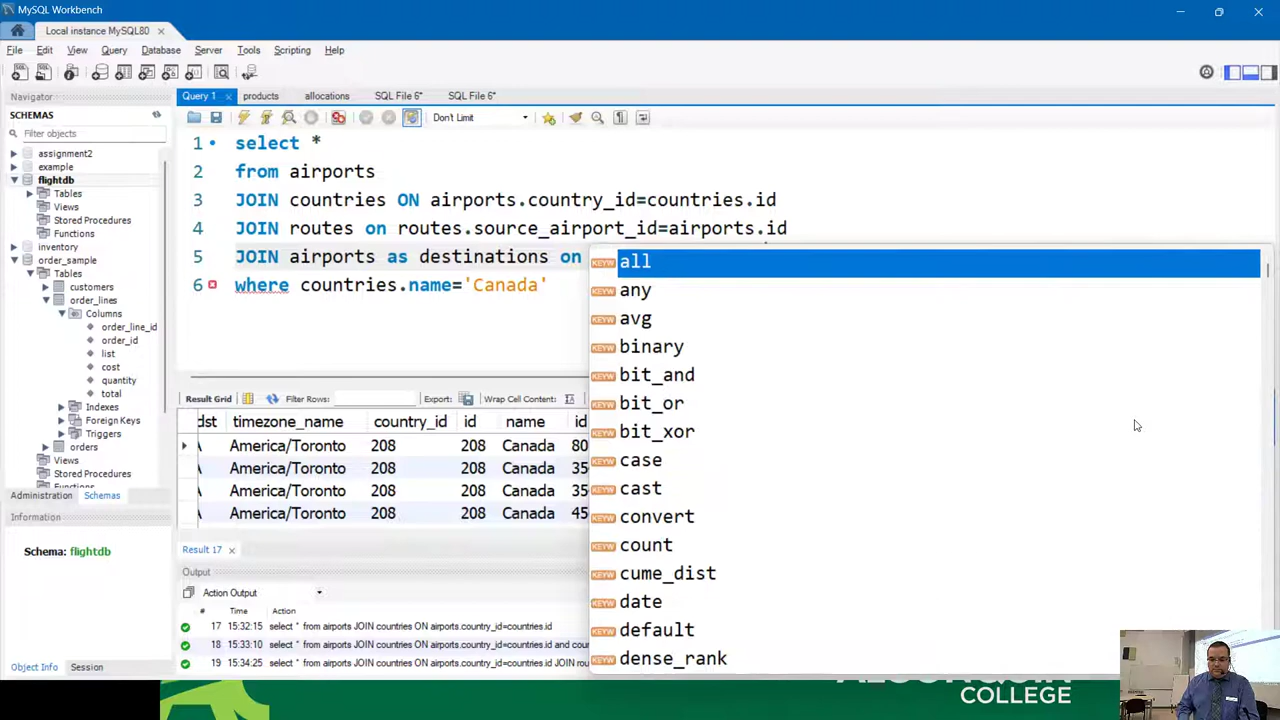 MySQL Workbench
Local instance MySQL80
File Edit View Query Database Server Tools Scripting Help
Navigator
SCHEMAS
Filter objects
assignment2
example
flightdb
Tables
Views
Stored Procedures
Functions
inventory
order_sample
Tables
customers
order_lines
Columns
order_line_id
order_id
list
cost
quantity
total
Indexes
Foreign Keys
Triggers
orders
Views
Stored Procedures
Administration Schemas
Information
Schema: flightdb
Object Info Session
Query 1 products allocations SQL File 6* SQL File 6*
Don't Limit
1 select *
2 from airports
3 JOIN countries ON airports.country_id=countries.id
4 JOIN routes on routes.source_airport_id=airports.id
5 JOIN airports as destinations on
6 where countries.name='Canada'
all
any
avg
binary
bit_and
bit_or
bit_xor
case
cast
convert
count
cume_dist
date
default
dense_rank
Result Grid Filter Rows: Export: Wrap Cell Content:
dst timezone_name country_id id name id
A America/Toronto 208 208 Canada 80
A America/Toronto 208 208 Canada 35
A America/Toronto 208 208 Canada 35
A America/Toronto 208 208 Canada 45
Result 17
Output
Action Output
# Time Action
17 15:32:15 select * from airports JOIN countries ON airports.country_id=countries.id
18 15:33:10 select * from airports JOIN countries ON airports.country_id=countries.id and coun
19 15:34:25 select * from airports JOIN countries ON airports.country_id=countries.id JOIN rou
COLLEGE